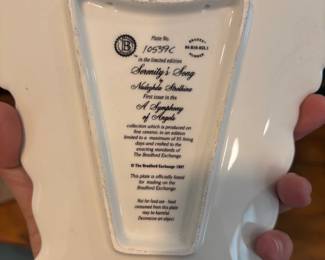 Plate No.
10539C
in the limited edition
Serenity's Song
by
Nadezhda Strelkina
First issue in the
A Symphony
of Angels
collection which is produced on
fine ceramic, in an edition
limited to a maximum of 95 firing
days and crafted to the
exacting standards of
The Bradford Exchange
© The Bradford Exchange 1997
This plate is officially listed
for trading on the
Bradford Exchange
Not for food use - food
consumed from this plate
may be harmful.
Decorative art object
B
BRADEX®
NUMBER